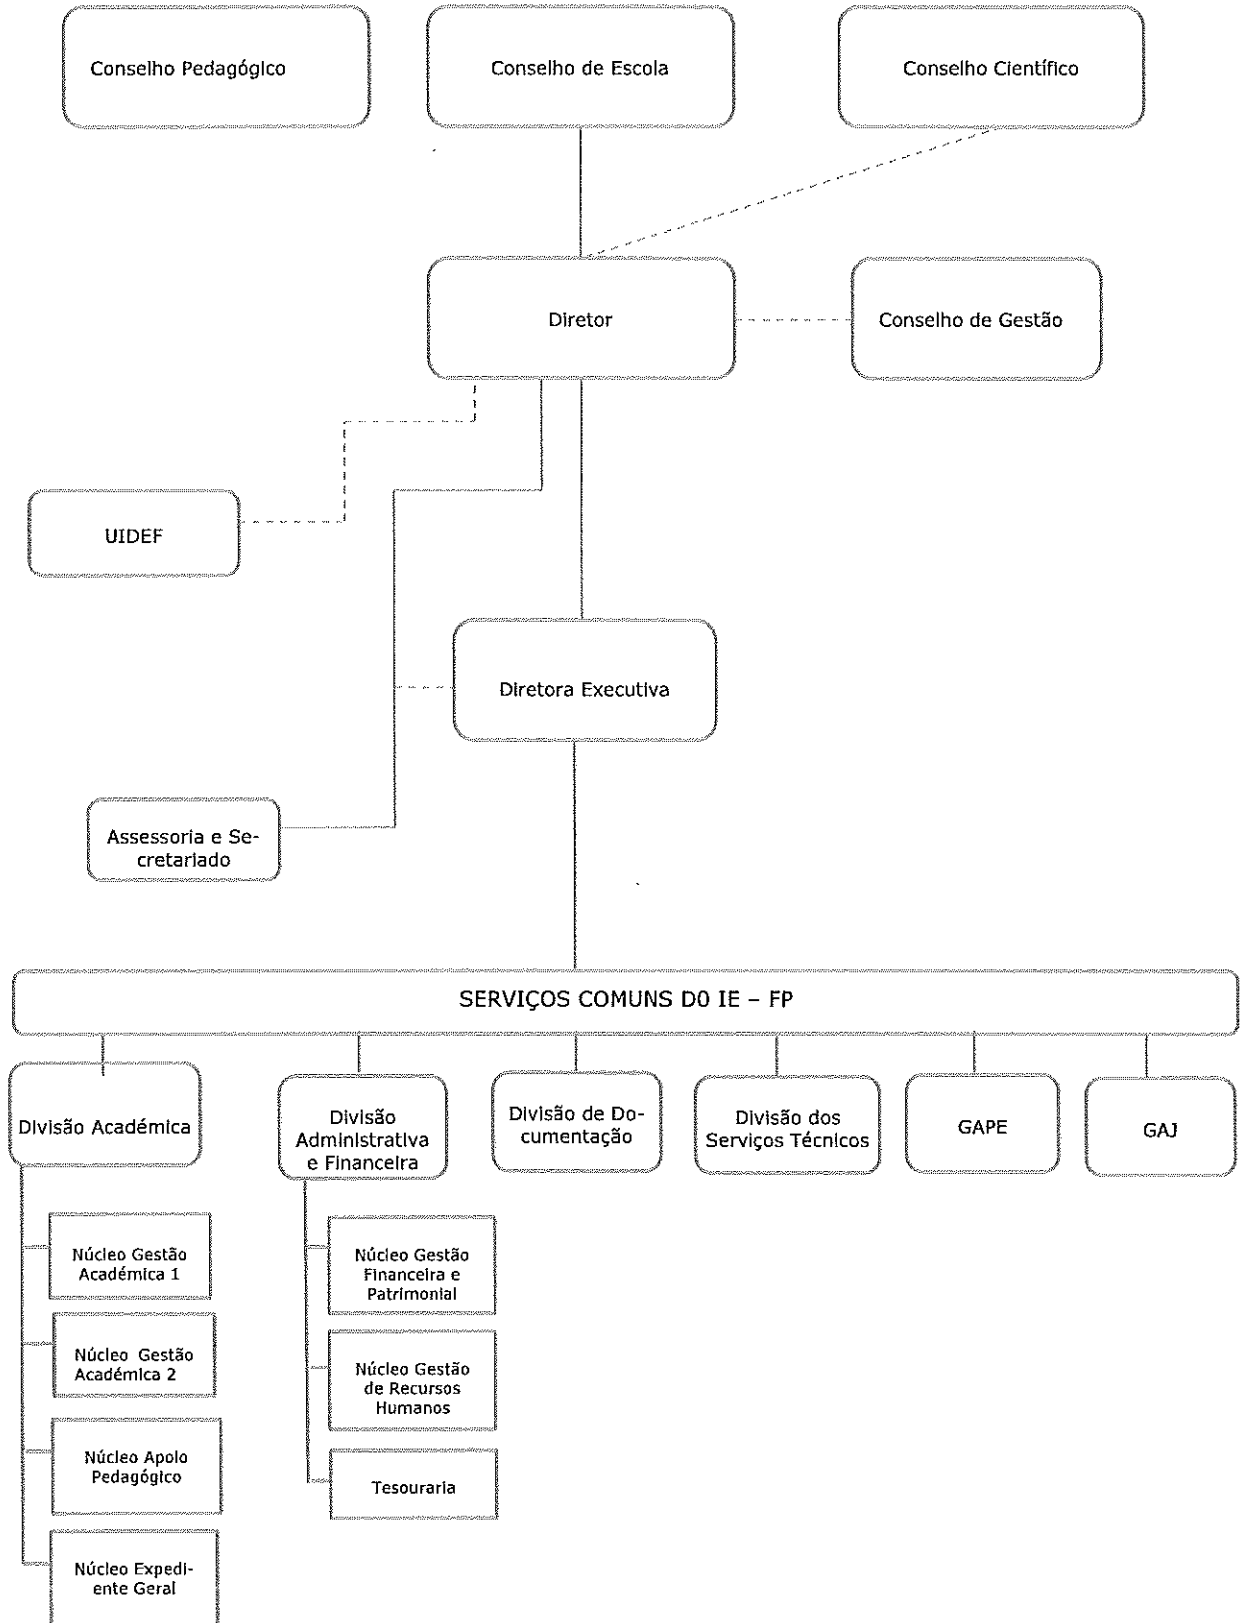 Conselho Pedagógico
Conselho de Escola
Conselho Científico
Diretor
Conselho de Gestão
UIDEF
Diretora Executiva
Assessoria e Se-
cretariado
SERVIÇOS COMUNS D0 IE – FP
Divisão Académica
Divisão
Administrativa
e Financeira
Divisão de Do-
cumentação
Divisão dos
Serviços Técnicos
GAPE
GAJ
Núcleo Gestão
Académica 1
Núcleo Gestão
Académica 2
Núcleo Apoio
Pedagógico
Núcleo Expedi-
ente Geral
Núcleo Gestão
Financeira e
Patrimonial
Núcleo Gestão
de Recursos
Humanos
Tesouraria